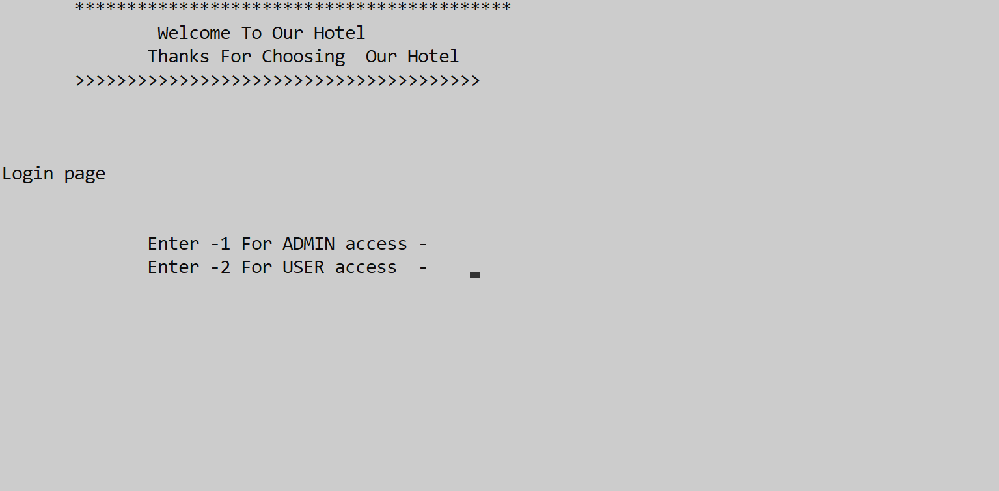 ******************************************
Welcome To Our Hotel
Thanks For Choosing  Our Hotel
>>>>>>>>>>>>>>>>>>>>>>>>>>>>>>>>>>>>>>>
Login page
Enter -1 For ADMIN access -
Enter -2 For USER access  -